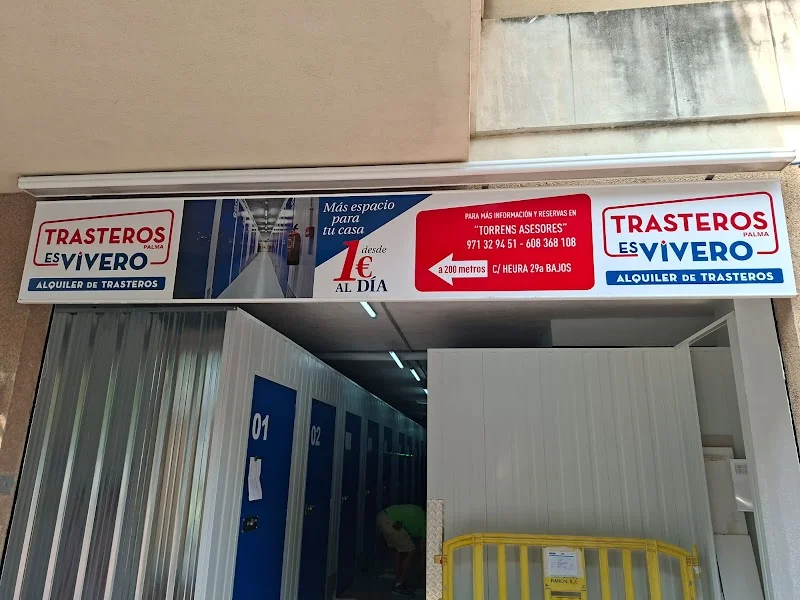 TRASTEROS
PALMA
ES VIVERO
ALQUILER DE TRASTEROS
Más espacio
para
tu casa
desde
1€
AL DÍA
PARA MÁS INFORMACIÓN Y RESERVAS EN
"TORRENS ASESORES"
971 32 94 51 - 608 368 108
a 200 metros
C/ HEURA 29a BAJOS
TRASTEROS
PALMA
ES VIVERO
ALQUILER DE TRASTEROS
01
02